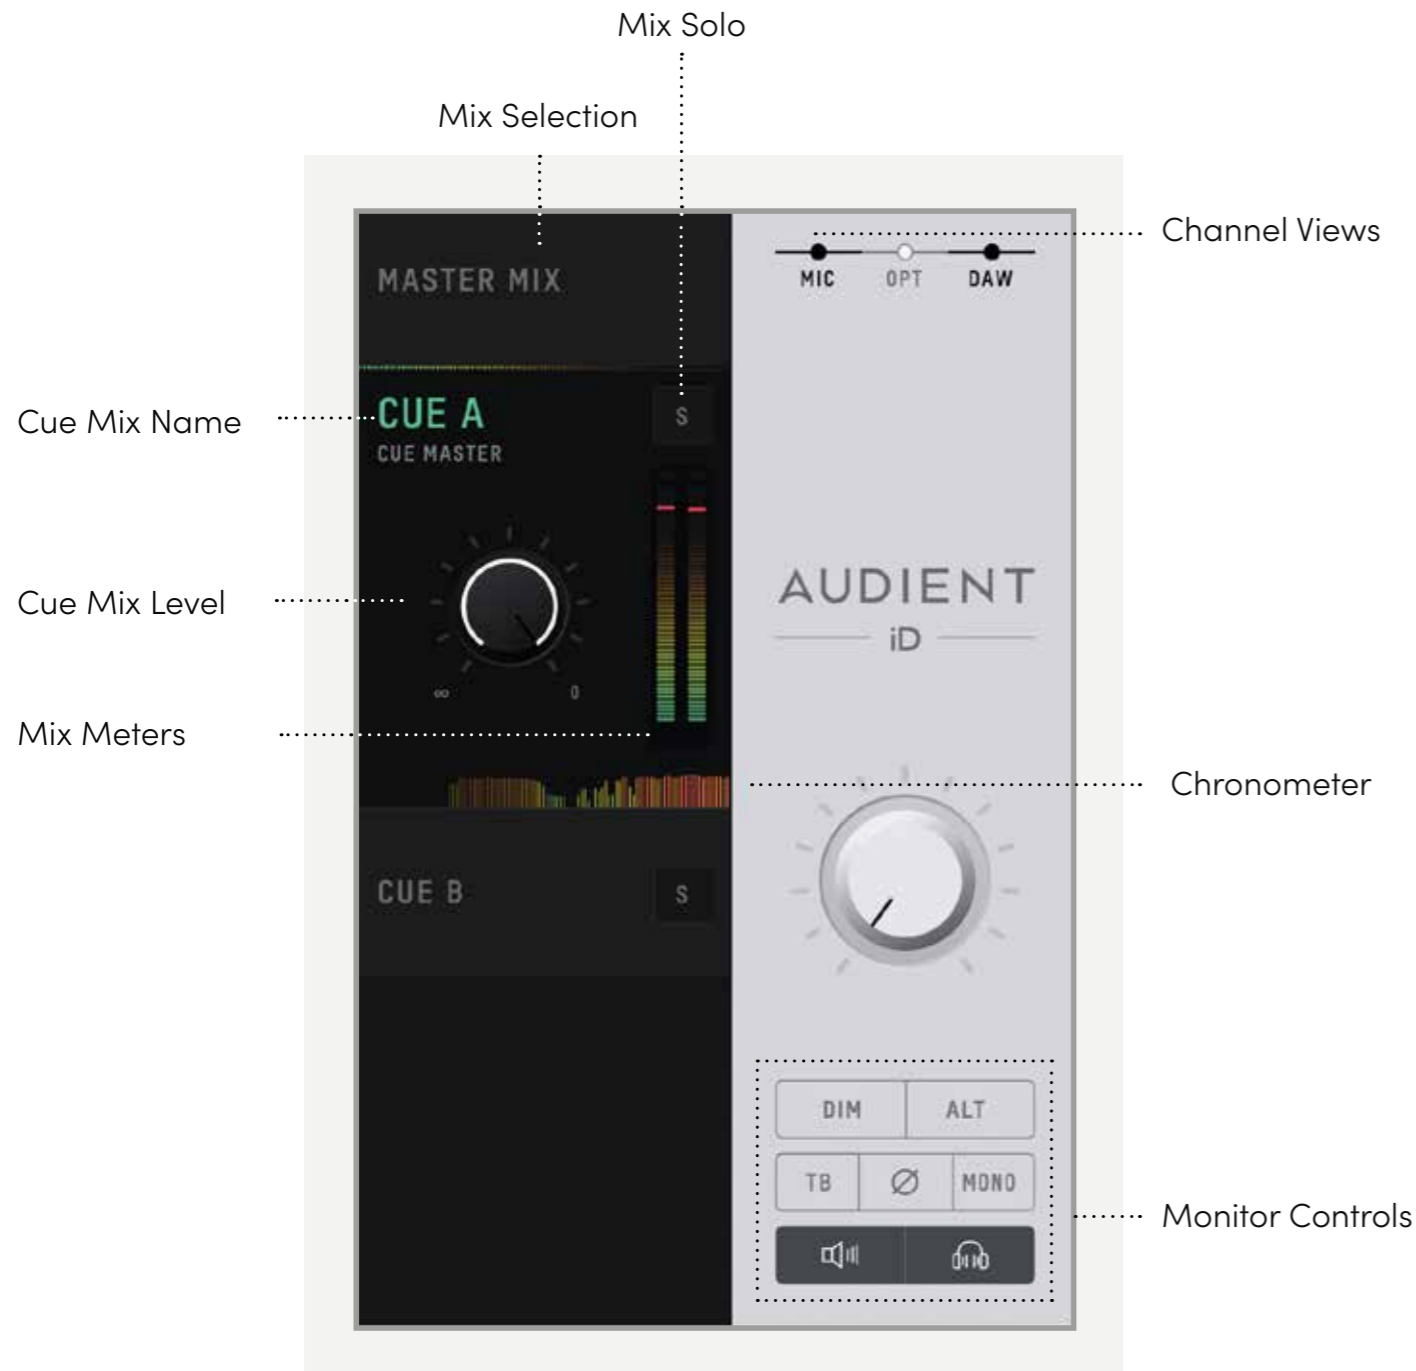 Mix Solo
Mix Selection
Channel Views
MASTER MIX
MIC OPT DAW
Cue Mix Name
CUE A
S
CUE MASTER
AUDIENT
iD
Cue Mix Level
∞ 0
Mix Meters
Chronometer
CUE B
S
DIM ALT
TB Ø MONO
Monitor Controls